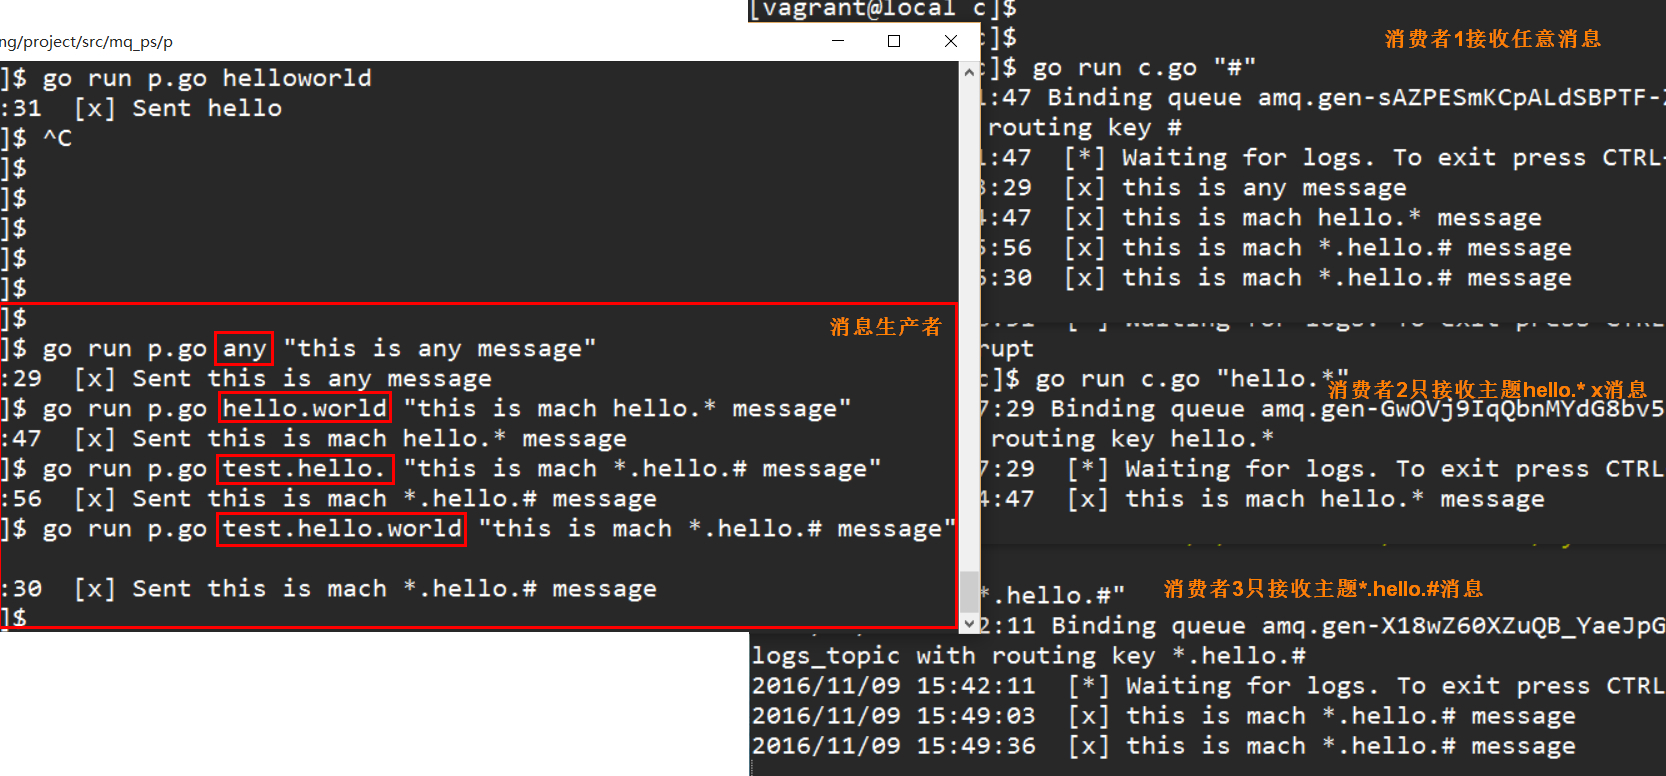 ng/project/src/mq_ps/p
]$ go run p.go helloworld
:31  [x] Sent hello
]$ ^C
]$
]$
]$
]$
]$
]$
消息生产者
]$ go run p.go any "this is any message"
:29  [x] Sent this is any message
]$ go run p.go hello.world "this is mach hello.* message"
:47  [x] Sent this is mach hello.* message
]$ go run p.go test.hello. "this is mach *.hello.# message"
:56  [x] Sent this is mach *.hello.# message
]$ go run p.go test.hello.world "this is mach *.hello.# message"
:30  [x] Sent this is mach *.hello.# message
]$
[vagrant@local c]$
c]$
消费者1接收任意消息
c]$ go run c.go "#"
1:47 Binding queue amq.gen-sAZPESmKCpALdSBPTF-
routing key #
1:47  [*] Waiting for logs. To exit press CTRL-
3:29  [x] this is any message
4:47  [x] this is mach hello.* message
5:56  [x] this is mach *.hello.# message
6:30  [x] this is mach *.hello.# message
rupt
c]$ go run c.go "hello.*"
消费者2只接收主题hello.* x消息
7:29 Binding queue amq.gen-GwOVj9IqQbnMYdG8bv5
routing key hello.*
7:29  [*] Waiting for logs. To exit press CTRL
4:47  [x] this is mach hello.* message
*.hello.#"
消费者3只接收主题*.hello.#消息
2:11 Binding queue amq.gen-X18wZ60XZuQB_YaeJpG
logs_topic with routing key *.hello.#
2016/11/09 15:42:11  [*] Waiting for logs. To exit press CTRL
2016/11/09 15:49:03  [x] this is mach *.hello.# message
2016/11/09 15:49:36  [x] this is mach *.hello.# message